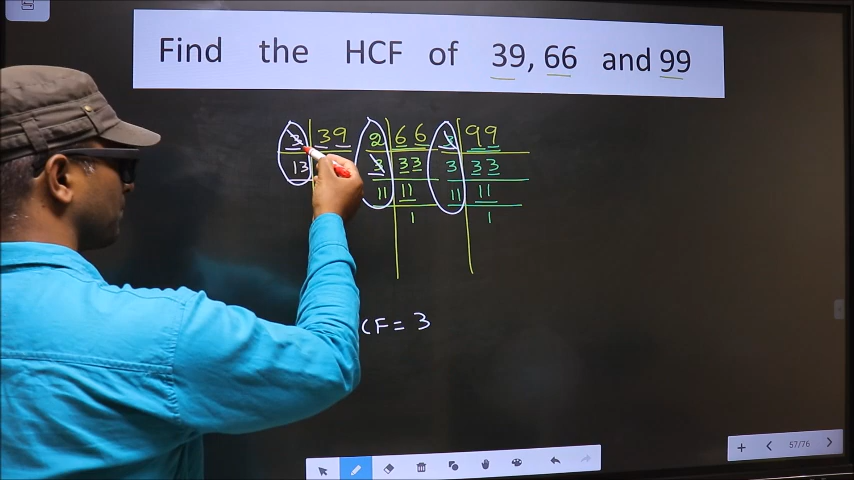 Find the HCF of 39, 66 and 99
3 39 2 66 3 99
13 3 33 3 33
11 11 11 11
1 1
CF = 3
57/76